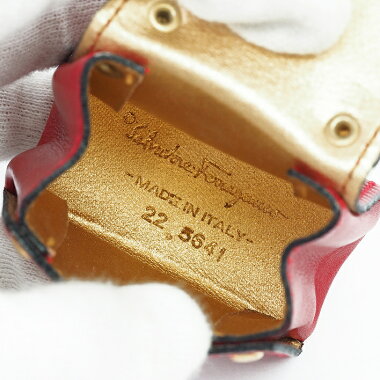 Salvatore Ferragamo
-MADE IN ITALY-
22 5641